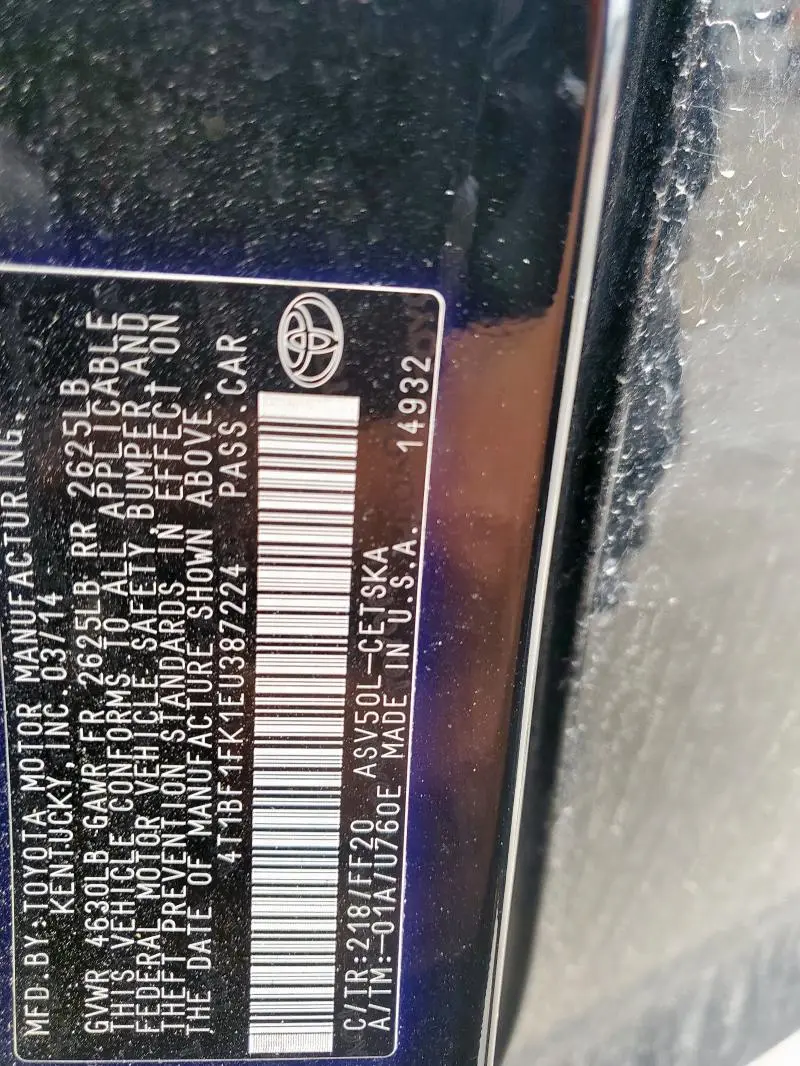 MFD.BY:TOYOTA MOTOR MANUFACTURING,
KENTUCKY, INC. 03/14
GVWR 4630LB GAWR FR 2625LB RR 2625LB
THIS VEHICLE CONFORMS TO ALL APPLICABLE
FEDERAL MOTOR VEHICLE SAFETY, BUMPER, AND
THEFT PREVENTION STANDARDS IN EFFECT ON
THE DATE OF MANUFACTURE SHOWN ABOVE.
4T1BF1FK1EU387224 PASS.CAR
C/TR:218/FF20 ASV50L-CETSKA
A/TM:-01A/U760E MADE IN U.S.A. 14932